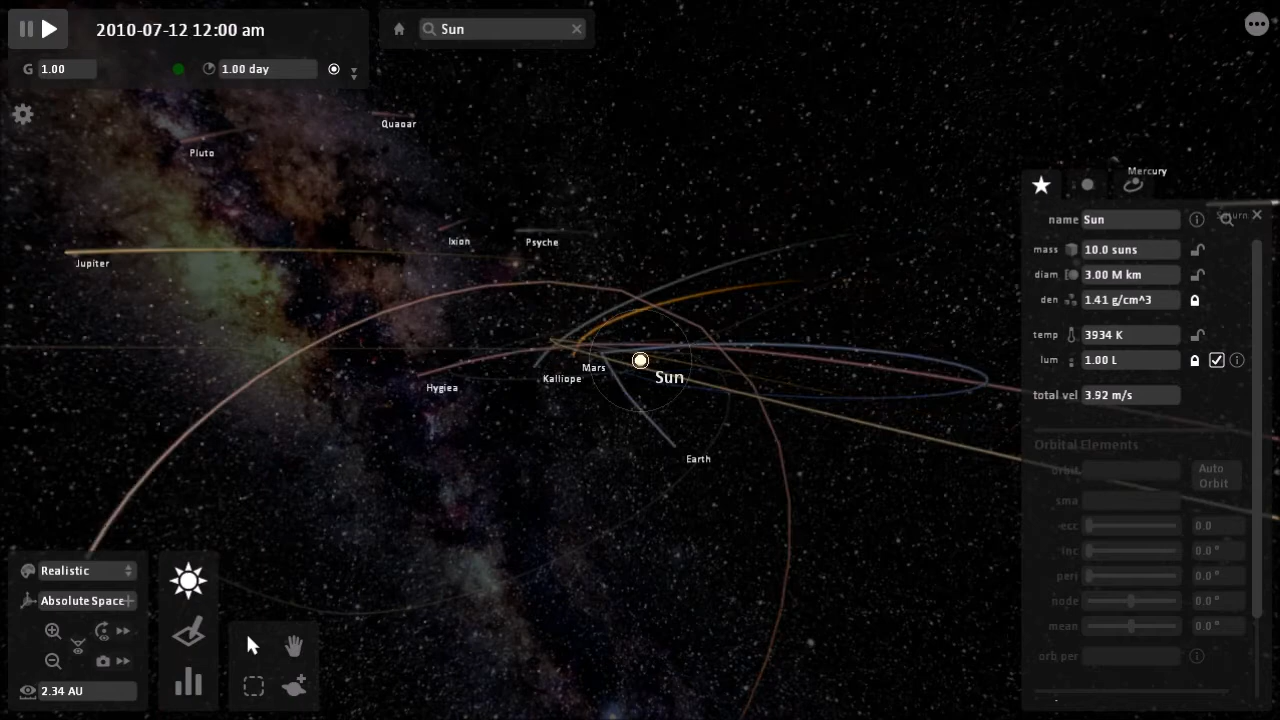 2010-07-12 12:00 am
Sun
G 1.00
1.00 day
Quaoar
Pluto
Mercury
Ixion
Psyche
Jupiter
Mars
Kalliope
Hygiea
Sun
Earth
name Sun
mass 10.0 suns
diam 3.00 M km
den 1.41 g/cm^3
temp 3934 K
lum 1.00 L
total vel 3.92 m/s
Orbital Elements
orbit
Auto
Orbit
sma
ecc 0.0
inc 0.0°
peri 0.0°
node 0.0°
mean 0.0°
orb per
Realistic
Absolute Space
2.34 AU